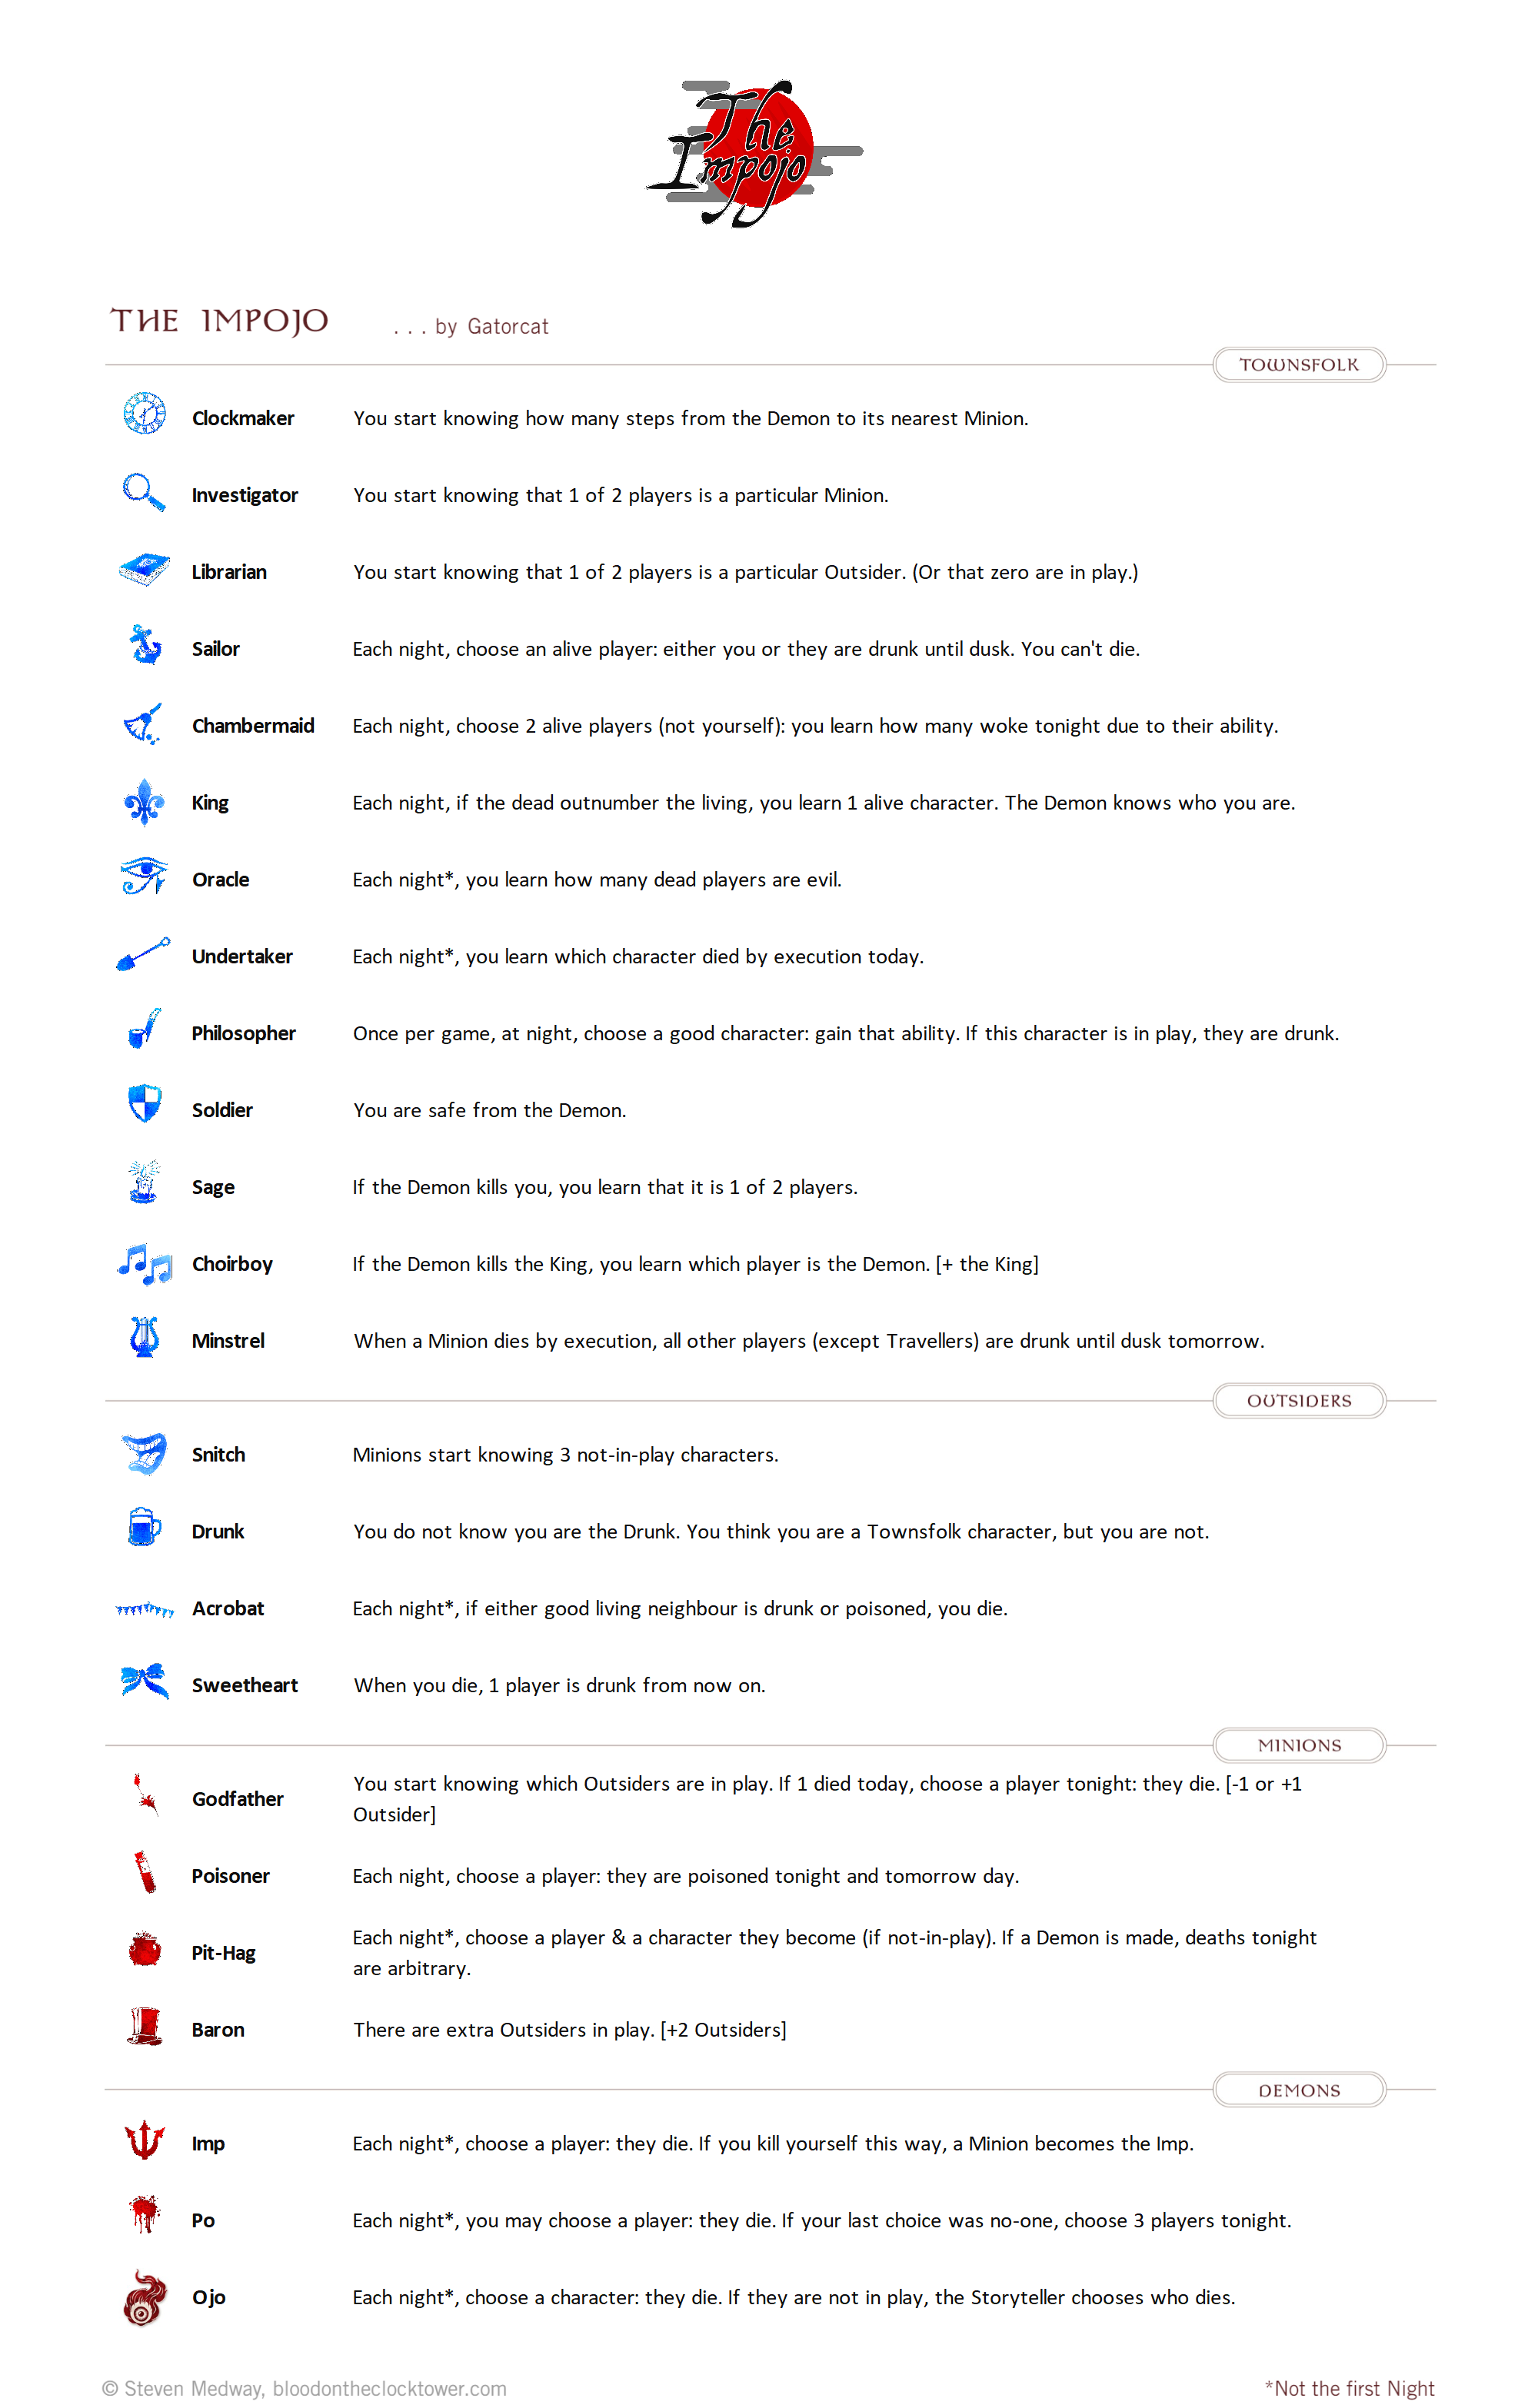 The
Impojo
THE IMPOJO . . . by Gatorcat
TOWNSFOLK
Clockmaker You start knowing how many steps from the Demon to its nearest Minion.
Investigator You start knowing that 1 of 2 players is a particular Minion.
Librarian You start knowing that 1 of 2 players is a particular Outsider. (Or that zero are in play.)
Sailor Each night, choose an alive player: either you or they are drunk until dusk. You can't die.
Chambermaid Each night, choose 2 alive players (not yourself): you learn how many woke tonight due to their ability.
King Each night, if the dead outnumber the living, you learn 1 alive character. The Demon knows who you are.
Oracle Each night*, you learn how many dead players are evil.
Undertaker Each night*, you learn which character died by execution today.
Philosopher Once per game, at night, choose a good character: gain that ability. If this character is in play, they are drunk.
Soldier You are safe from the Demon.
Sage If the Demon kills you, you learn that it is 1 of 2 players.
Choirboy If the Demon kills the King, you learn which player is the Demon. [+ the King]
Minstrel When a Minion dies by execution, all other players (except Travellers) are drunk until dusk tomorrow.
OUTSIDERS
Snitch Minions start knowing 3 not-in-play characters.
Drunk You do not know you are the Drunk. You think you are a Townsfolk character, but you are not.
Acrobat Each night*, if either good living neighbour is drunk or poisoned, you die.
Sweetheart When you die, 1 player is drunk from now on.
MINIONS
Godfather You start knowing which Outsiders are in play. If 1 died today, choose a player tonight: they die. [-1 or +1
Outsider]
Poisoner Each night, choose a player: they are poisoned tonight and tomorrow day.
Pit-Hag Each night*, choose a player & a character they become (if not-in-play). If a Demon is made, deaths tonight
are arbitrary.
Baron There are extra Outsiders in play. [+2 Outsiders]
DEMONS
Imp Each night*, choose a player: they die. If you kill yourself this way, a Minion becomes the Imp.
Po Each night*, you may choose a player: they die. If your last choice was no-one, choose 3 players tonight.
Ojo Each night*, choose a character: they die. If they are not in play, the Storyteller chooses who dies.
© Steven Medway, bloodontheclocktower.com *Not the first Night